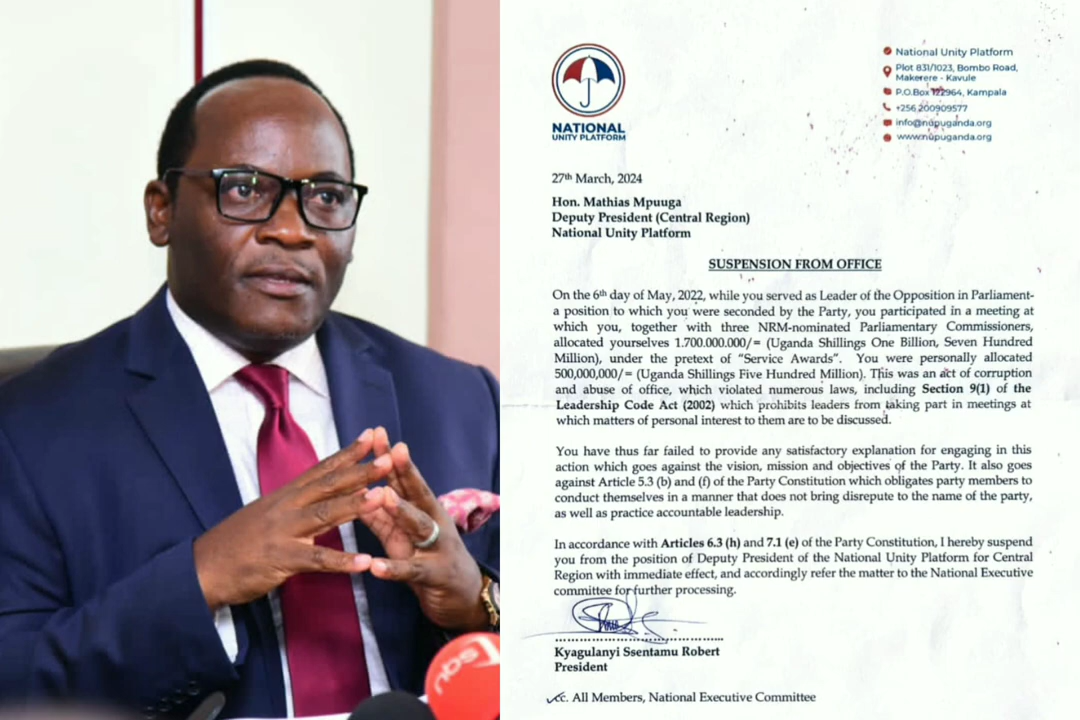 NATIONAL
UNITY PLATFORM
National Unity Platform
Plot 831/1023, Bombo Road,
Makerere - Kavule
P.O.Box 122964, Kampala
+256 200909577
info@nupuganda.org
www.nupuganda.org
27th March, 2024
Hon. Mathias Mpuuga
Deputy President (Central Region)
National Unity Platform
SUSPENSION FROM OFFICE
On the 6th day of May, 2022, while you served as Leader of the Opposition in Parliament-
a position to which you were seconded by the Party, you participated in a meeting at
which you, together with three NRM-nominated Parliamentary Commissioners,
allocated yourselves 1.700.000.000/= (Uganda Shillings One Billion, Seven Hundred
Million), under the pretext of “Service Awards”. You were personally allocated
500,000,000/= (Uganda Shillings Five Hundred Million). This was an act of corruption
and abuse of office, which violated numerous laws, including Section 9(1) of the
Leadership Code Act (2002) which prohibits leaders from taking part in meetings at
which matters of personal interest to them are to be discussed.
You have thus far failed to provide any satisfactory explanation for engaging in this
action which goes against the vision, mission and objectives of the Party. It also goes
against Article 5.3 (b) and (f) of the Party Constitution which obligates party members to
conduct themselves in a manner that does not bring disrepute to the name of the party,
as well as practice accountable leadership.
In accordance with Articles 6.3 (h) and 7.1 (e) of the Party Constitution, I hereby suspend
you from the position of Deputy President of the National Unity Platform for Central
Region with immediate effect, and accordingly refer the matter to the National Executive
committee for further processing.
Kyagulanyi Ssentamu Robert
President
cc. All Members, National Executive Committee
nbs